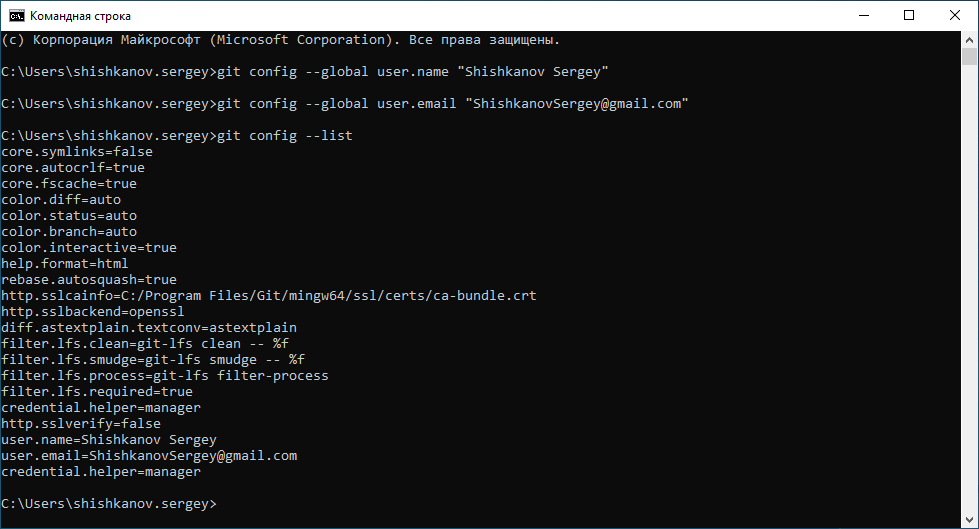 Командная строка
(c) Корпорация Майкрософт (Microsoft Corporation). Все права защищены.
C:\Users\shishkanov.sergey>git config --global user.name "Shishkanov Sergey"
C:\Users\shishkanov.sergey>git config --global user.email "ShishkanovSergey@gmail.com"
C:\Users\shishkanov.sergey>git config --list
core.symlinks=false
core.autocrlf=true
core.fscache=true
color.diff=auto
color.status=auto
color.branch=auto
color.interactive=true
help.format=html
rebase.autosquash=true
http.sslcainfo=C:/Program Files/Git/mingw64/ssl/certs/ca-bundle.crt
http.sslbackend=openssl
diff.astextplain.textconv=astextplain
filter.lfs.clean=git-lfs clean -- %f
filter.lfs.smudge=git-lfs smudge -- %f
filter.lfs.process=git-lfs filter-process
filter.lfs.required=true
credential.helper=manager
http.sslverify=false
user.name=Shishkanov Sergey
user.email=ShishkanovSergey@gmail.com
credential.helper=manager
C:\Users\shishkanov.sergey>